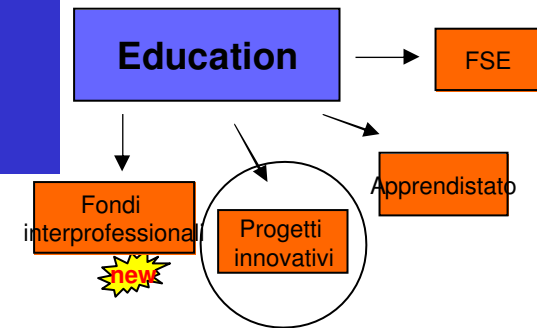 Education
FSE
Apprendistato
Fondi
interprofessionali
Progetti
innovativi
new